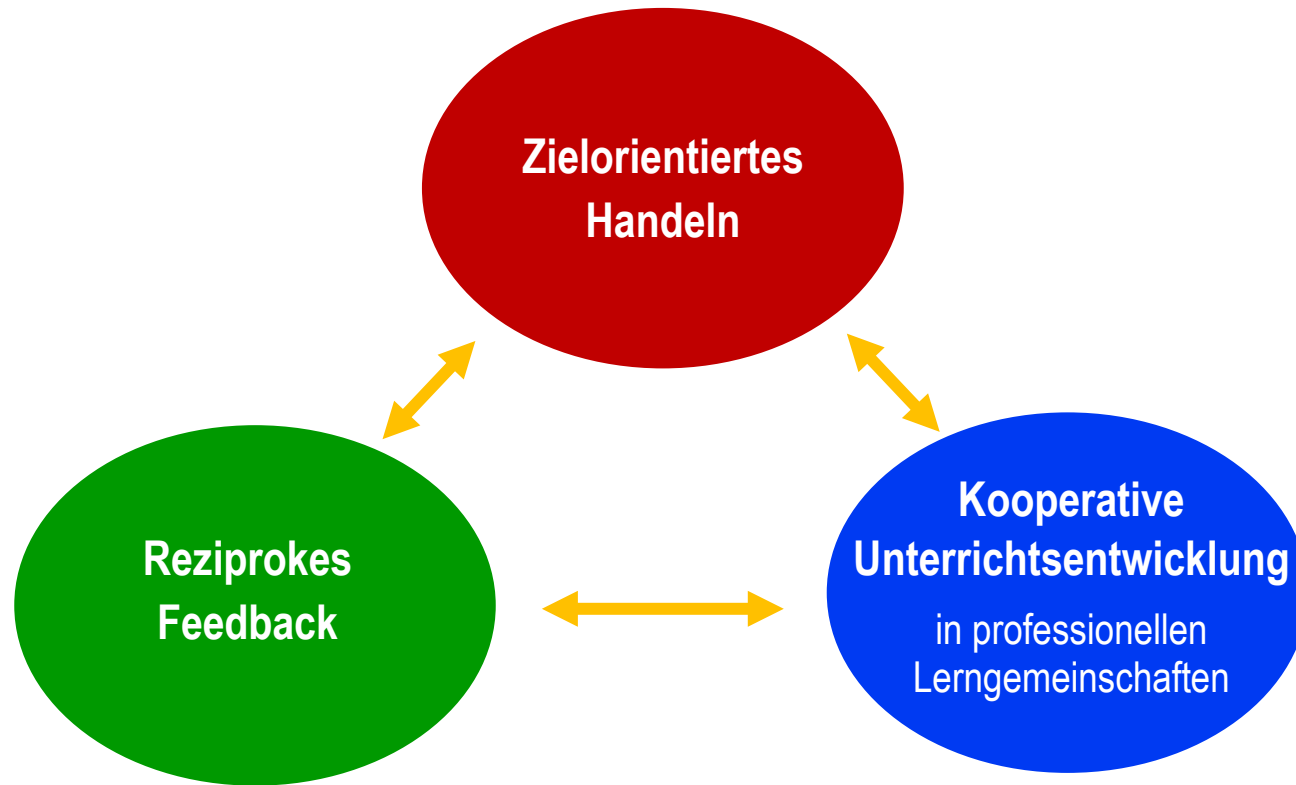 Zielorientiertes
Handeln
Reziprokes
Feedback
Kooperative
Unterrichtsentwicklung
in professionellen
Lerngemeinschaften